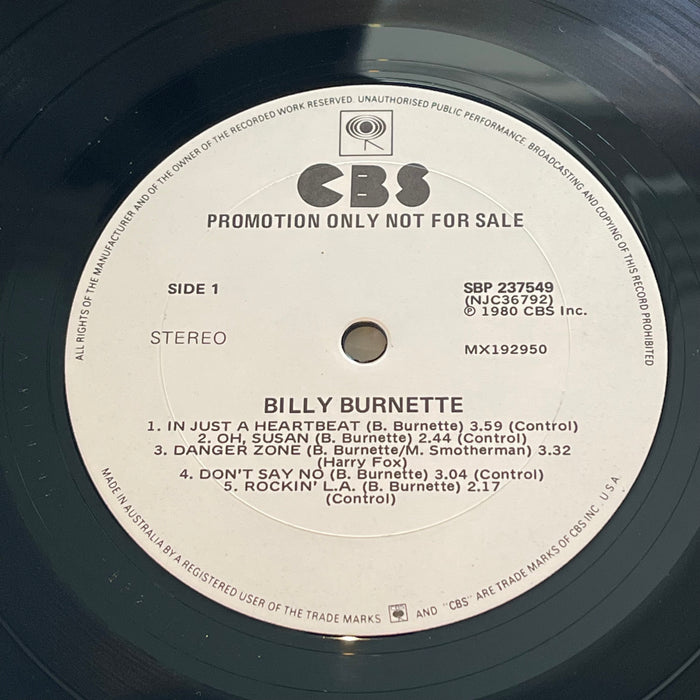 ALL RIGHTS OF THE MANUFACTURER AND OF THE OWNER OF THE RECORDED WORK RESERVED. UNAUTHORISED PUBLIC PERFORMANCE, BROADCASTING AND COPYING OF THIS RECORD PROHIBITED
CBS
PROMOTION ONLY NOT FOR SALE
SIDE 1
SBP 237549
(NJC36792)
℗ 1980 CBS Inc.
STEREO
MX192950
BILLY BURNETTE
1. IN JUST A HEARTBEAT (B. Burnette) 3.59 (Control)
2. OH, SUSAN (B. Burnette) 2.44 (Control)
3. DANGER ZONE (B. Burnette/M. Smotherman) 3.32
(Harry Fox)
4. DON'T SAY NO (B. Burnette) 3.04 (Control)
5. ROCKIN' L.A. (B. Burnette) 2.17
(Control)
MADE IN AUSTRALIA BY A REGISTERED USER OF THE TRADE MARKS AND "CBS" ARE TRADE MARKS OF CBS INC. U.S.A